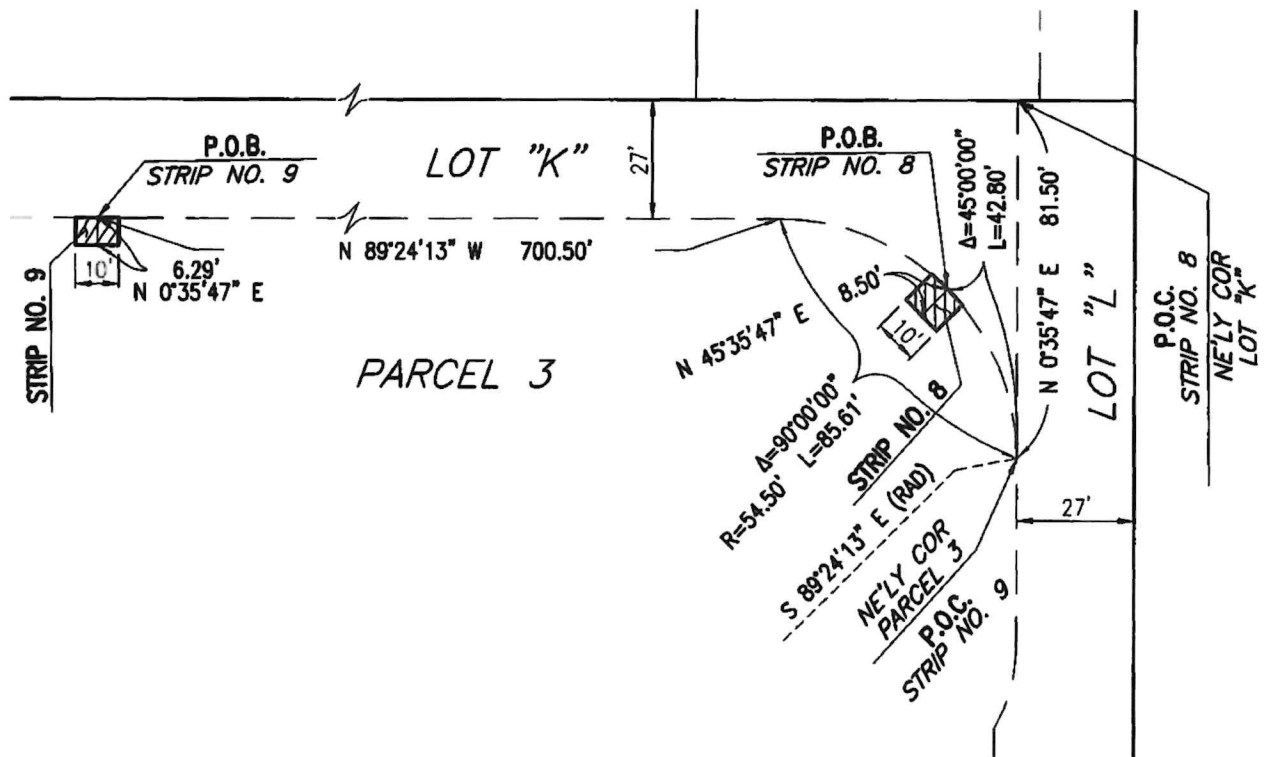 P.O.B.
STRIP NO. 9
LOT "K"
27'
P.O.B.
STRIP NO. 8
Δ=45°00'00"
L=42.80'
81.50'
N 0°35'47" E
LOT "L"
P.O.C.
STRIP NO. 8
NE'LY COR
LOT "K"
N 89°24'13" W 700.50'
10'
6.29'
N 0°35'47" E
STRIP NO. 9
8.50'
10'
N 45°35'47" E
PARCEL 3
Δ=90°00'00"
R=54.50' L=85.61'
STRIP NO. 8
S 89°24'13" E (RAD)
NE'LY COR
PARCEL 3
P.O.C.
STRIP NO. 9
27'